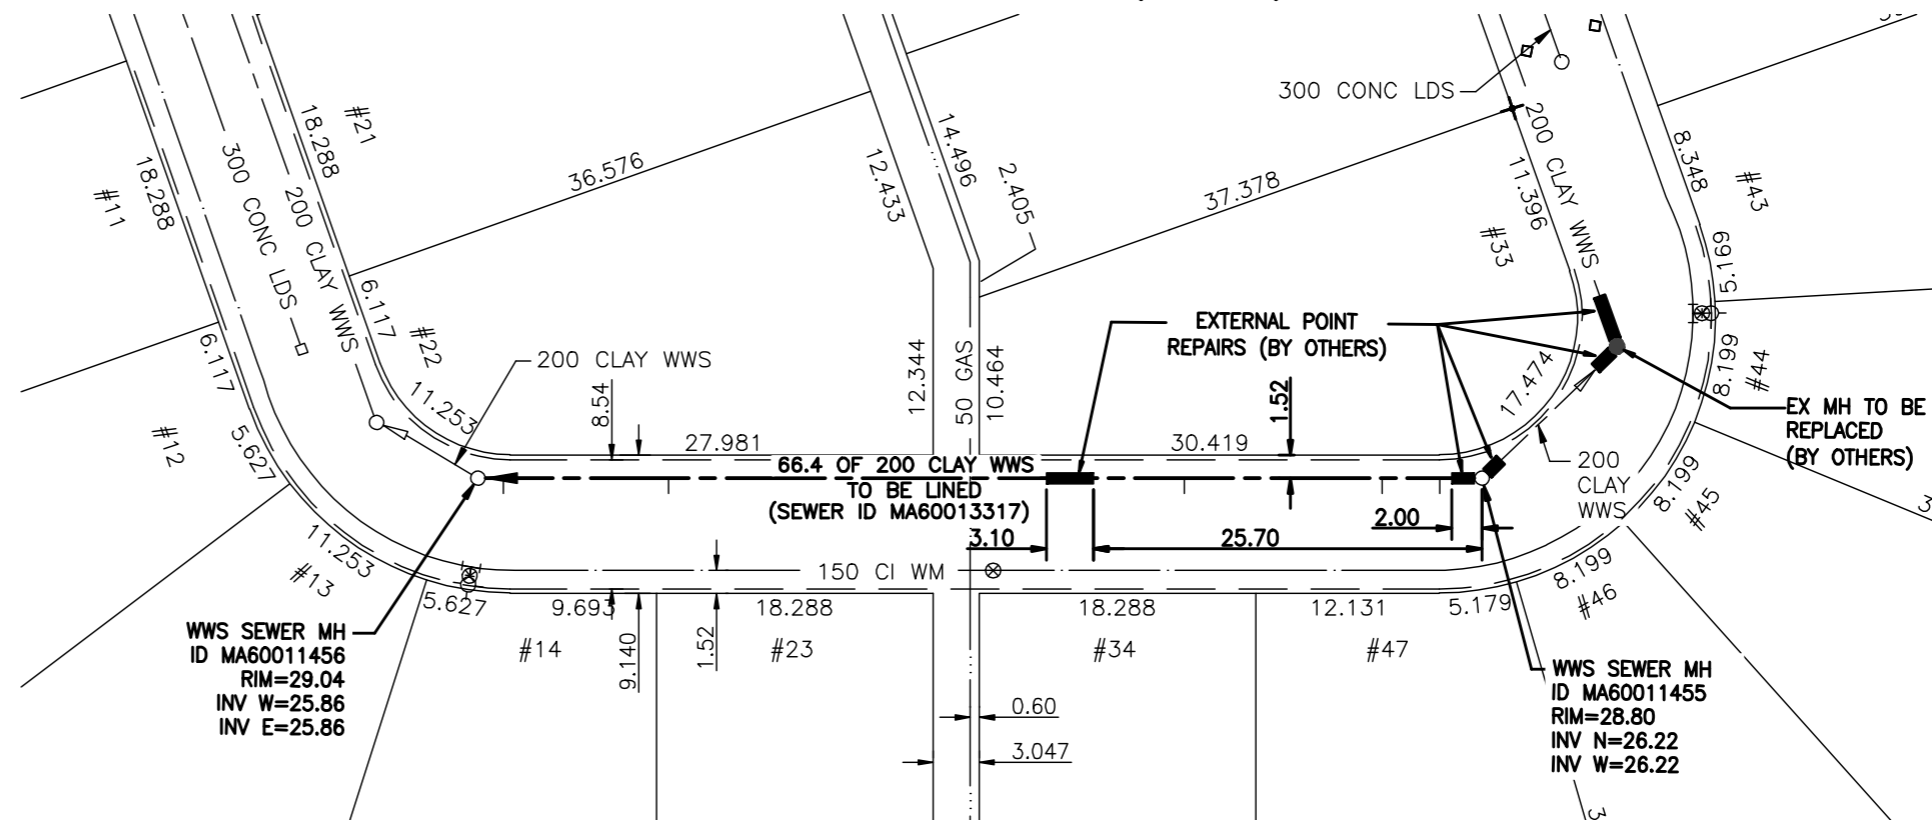 300 CONC LDS
#21
18.288
300 CONC LDS
200 CLAY WWS
18.288
#11
36.576
12.433
14.496
2.405
37.378
200 CLAY WWS
11.396
#33
8.348
#43
5.169
6.117
6.117
#22
11.253
200 CLAY WWS
8.54
27.981
12.344
50 GAS
10.464
EXTERNAL POINT
REPAIRS (BY OTHERS)
1.52
30.419
17.474
8.199
#44
EX MH TO BE
REPLACED
(BY OTHERS)
#12
5.627
66.4 OF 200 CLAY WWS
TO BE LINED
(SEWER ID MA60013317)
200
CLAY
WWS
8.199
#45
3.10
25.70
2.00
11.253
#13
5.627
150 CI WM
9.693
18.288
18.288
12.131
5.179
8.199
#46
#14
9.140
1.52
#23
#34
#47
WWS SEWER MH
ID MA60011456
RIM=29.04
INV W=25.86
INV E=25.86
0.60
3.047
WWS SEWER MH
ID MA60011455
RIM=28.80
INV N=26.22
INV W=26.22